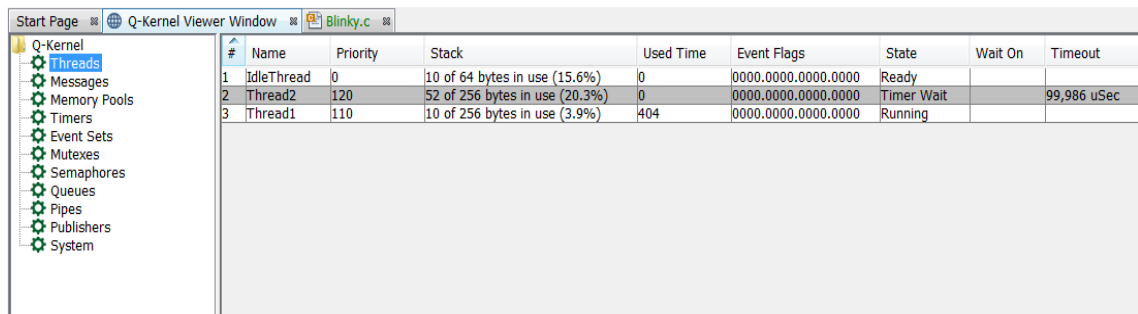 Start Page Q-Kernel Viewer Window Blinky.c
Q-Kernel
Threads
Messages
Memory Pools
Timers
Event Sets
Mutexes
Semaphores
Queues
Pipes
Publishers
System
# Name Priority Stack Used Time Event Flags State Wait On Timeout
1 IdleThread 0 10 of 64 bytes in use (15.6%) 0 0000.0000.0000.0000 Ready
2 Thread2 120 52 of 256 bytes in use (20.3%) 0 0000.0000.0000.0000 Timer Wait 99,986 uSec
3 Thread1 110 10 of 256 bytes in use (3.9%) 404 0000.0000.0000.0000 Running